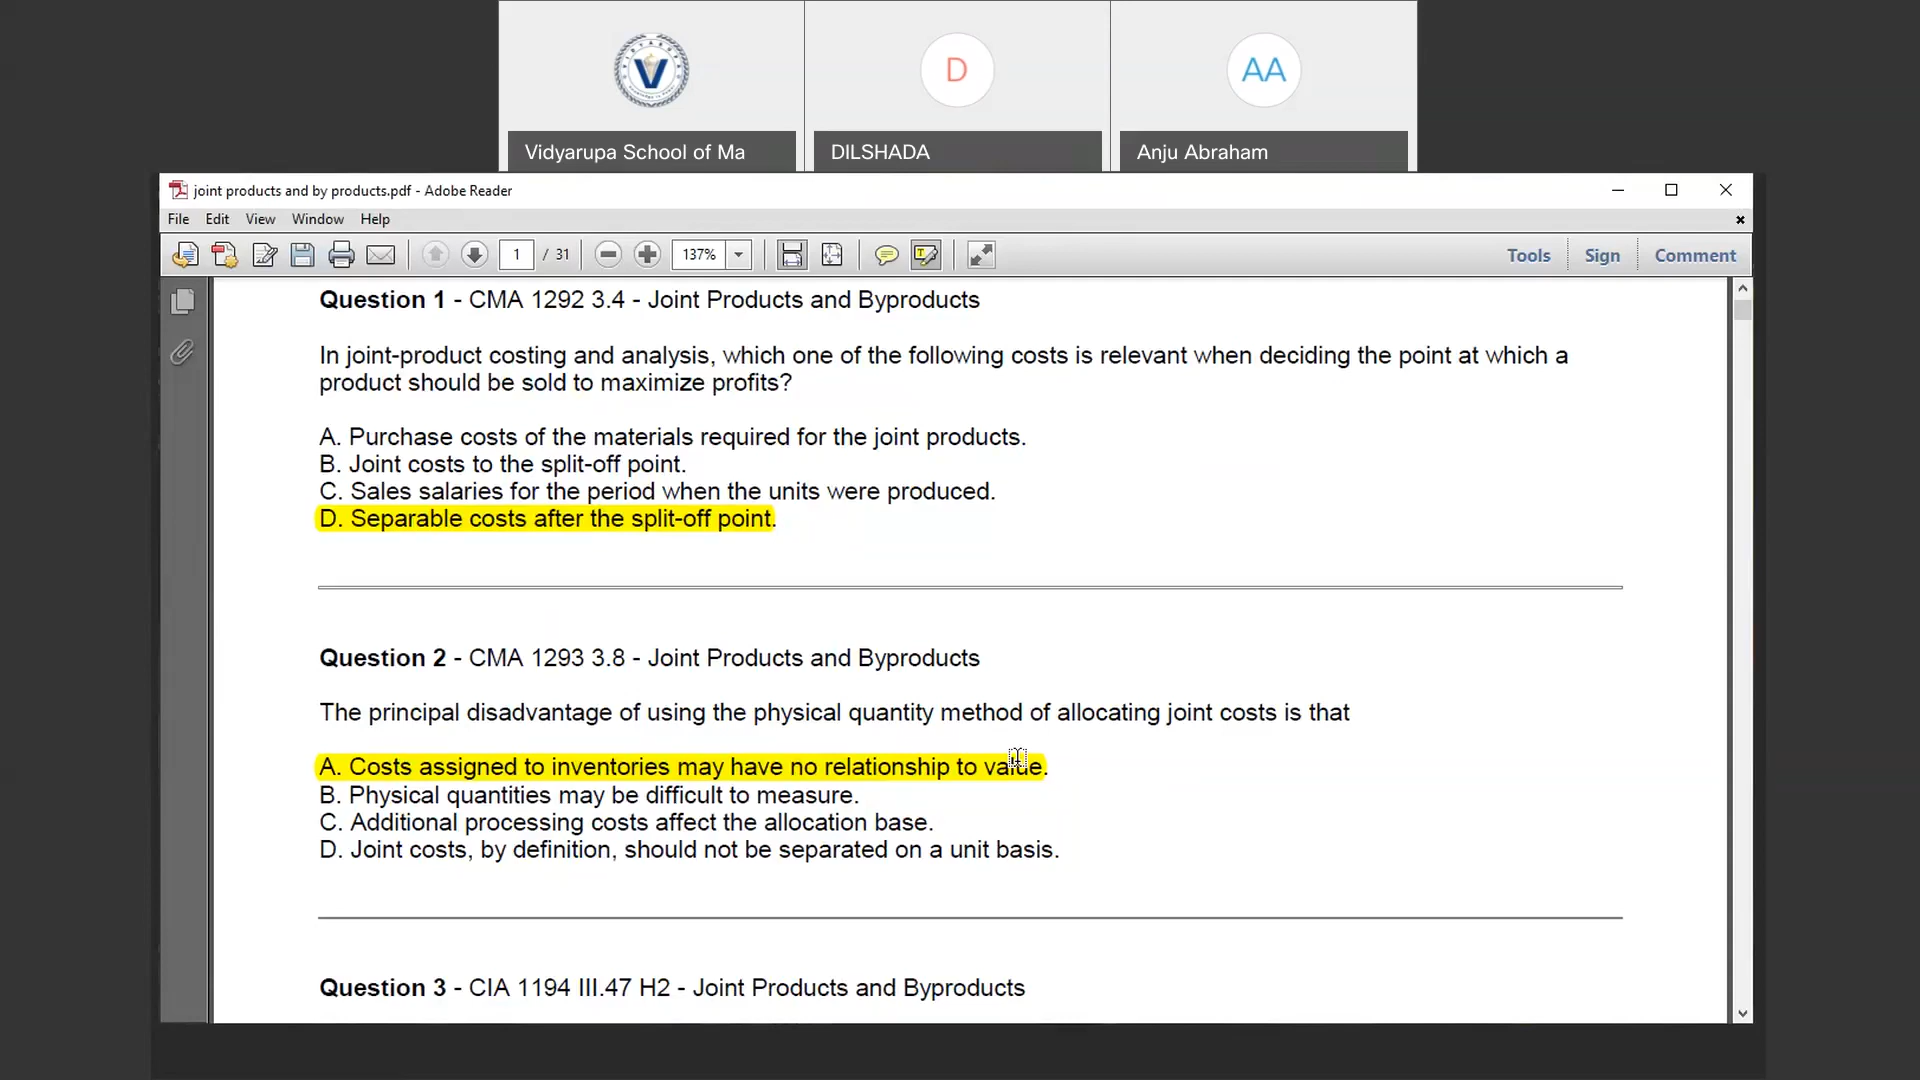 V
D
AA
Vidyarupa School of Ma
DILSHADA
Anju Abraham
joint products and by products.pdf - Adobe Reader
File Edit View Window Help
1 / 31
137%
Tools Sign Comment
Question 1 - CMA 1292 3.4 - Joint Products and Byproducts
In joint-product costing and analysis, which one of the following costs is relevant when deciding the point at which a
product should be sold to maximize profits?
A. Purchase costs of the materials required for the joint products.
B. Joint costs to the split-off point.
C. Sales salaries for the period when the units were produced.
D. Separable costs after the split-off point.
Question 2 - CMA 1293 3.8 - Joint Products and Byproducts
The principal disadvantage of using the physical quantity method of allocating joint costs is that
A. Costs assigned to inventories may have no relationship to value.
B. Physical quantities may be difficult to measure.
C. Additional processing costs affect the allocation base.
D. Joint costs, by definition, should not be separated on a unit basis.
Question 3 - CIA 1194 III.47 H2 - Joint Products and Byproducts